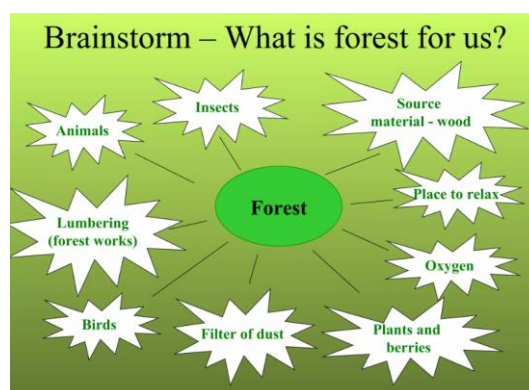 Brainstorm – What is forest for us?
Insects
Source
material - wood
Animals
Place to relax
Forest
Lumbering
(forest works)
Oxygen
Birds
Filter of dust
Plants and
berries